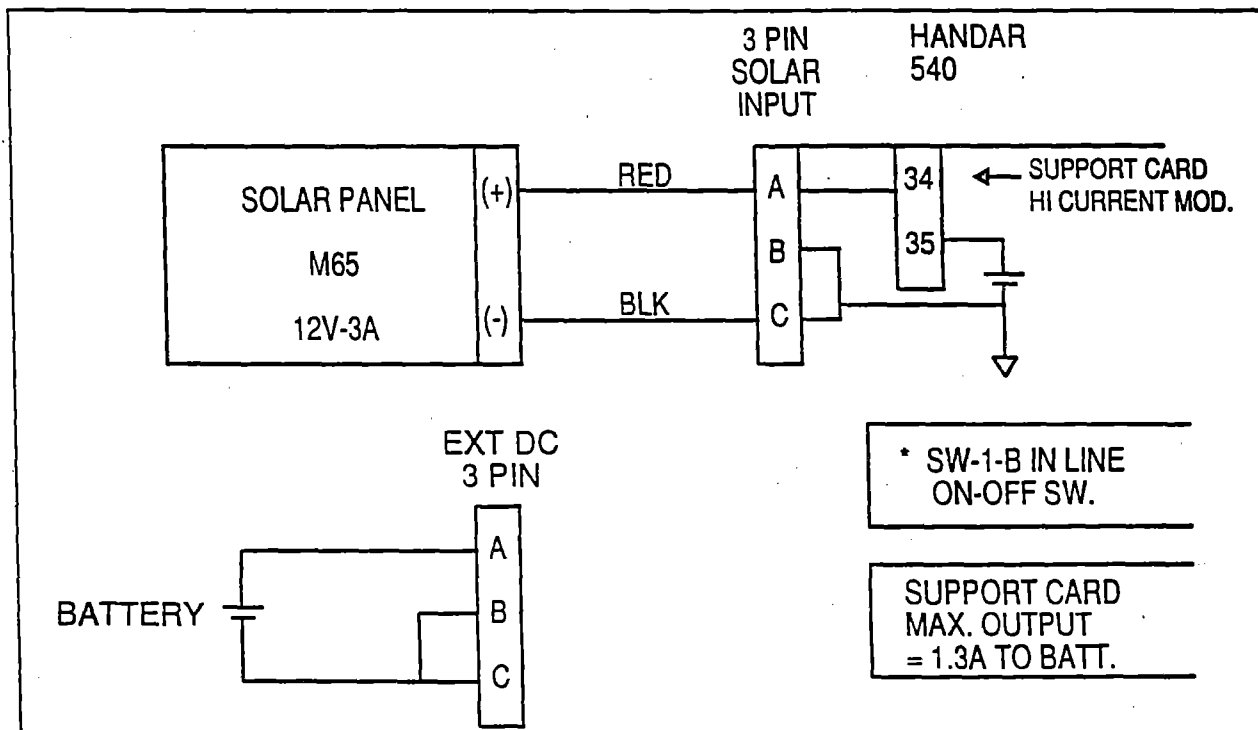 3 PIN
SOLAR
INPUT
HANDAR
540
SOLAR PANEL
M65
12V-3A
(+)
(-)
RED
BLK
A
B
C
34
35
SUPPORT CARD
HI CURRENT MOD.
EXT DC
3 PIN
A
B
C
BATTERY
* SW-1-B IN LINE
ON-OFF SW.
SUPPORT CARD
MAX. OUTPUT
= 1.3A TO BATT.